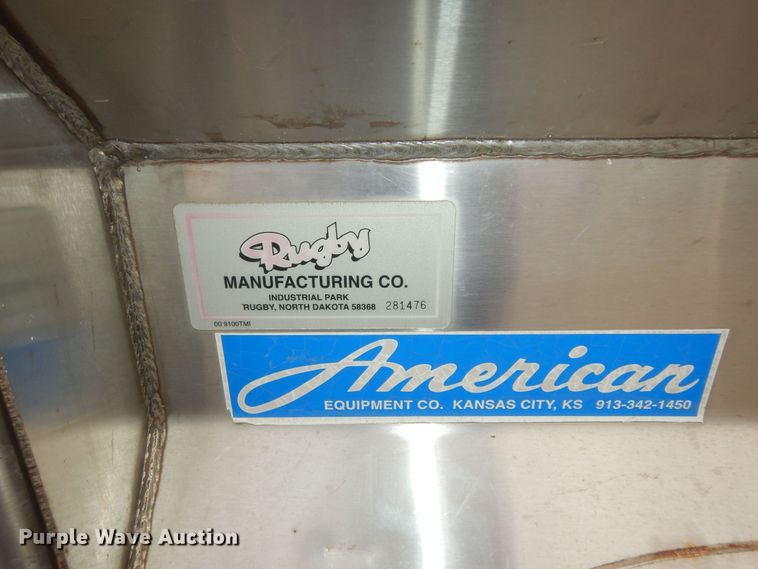 Rugby
MANUFACTURING CO.
INDUSTRIAL PARK
RUGBY, NORTH DAKOTA 58368 281476
00 9100TMI
American
EQUIPMENT CO. KANSAS CITY, KS 913-342-1450
Purple Wave Auction